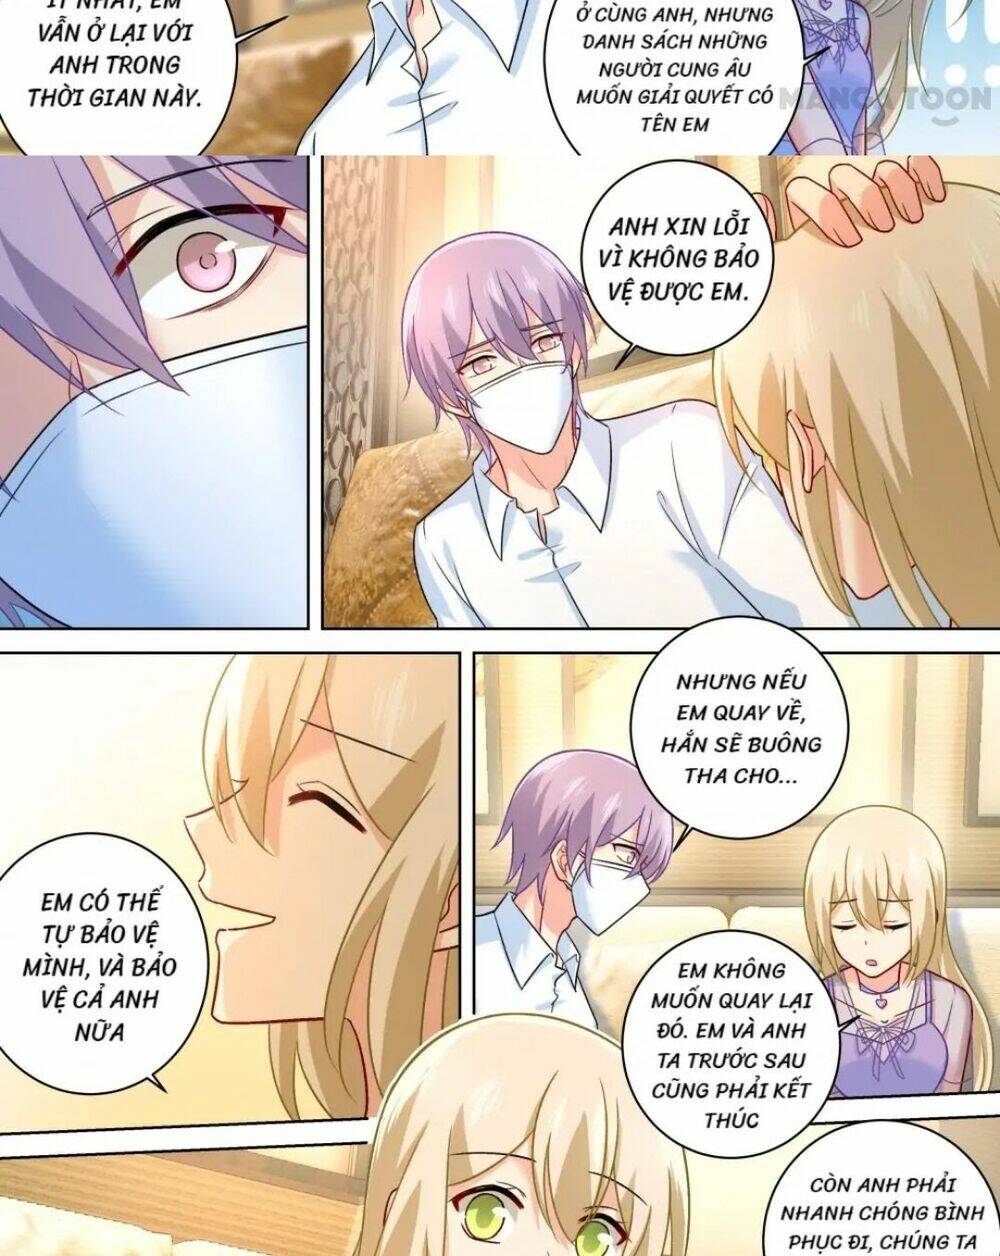 ÍT NHẤT, EM
VẪN Ở LẠI VỚI
ANH TRONG
THỜI GIAN NÀY.
Ở CÙNG ANH, NHƯNG
DANH SÁCH NHỮNG
NGƯỜI CUNG ÂU
MUỐN GIẢI QUYẾT CÓ
TÊN EM
MANGATOON
ANH XIN LỖI
VÌ KHÔNG BẢO
VỆ ĐƯỢC EM.
NHƯNG NẾU
EM QUAY VỀ,
HẮN SẼ BUÔNG
THA CHO...
EM CÓ THỂ
TỰ BẢO VỆ
MÌNH, VÀ BẢO
VỆ CẢ ANH
NỮA
EM KHÔNG
MUỐN QUAY LẠI
ĐÓ. EM VÀ ANH
TA TRƯỚC SAU
CŨNG PHẢI KẾT
THÚC
CÒN ANH PHẢI
NHANH CHÓNG BÌNH
PHỤC ĐI, CHÚNG TA